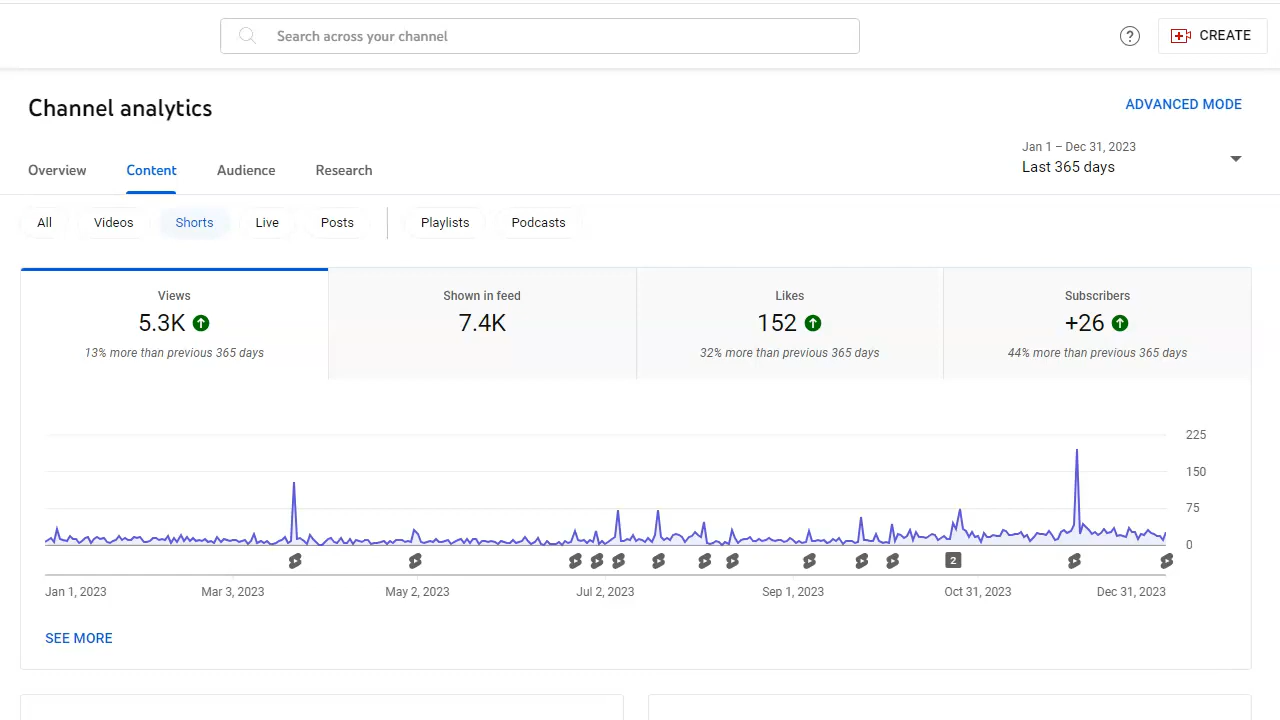 Search across your channel
?
CREATE
Channel analytics
ADVANCED MODE
Overview Content Audience Research
Jan 1 – Dec 31, 2023
Last 365 days
All Videos Shorts Live Posts Playlists Podcasts
Views
5.3K
13% more than previous 365 days
Shown in feed
7.4K
Likes
152
32% more than previous 365 days
Subscribers
+26
44% more than previous 365 days
225
150
75
0
2
Jan 1, 2023 Mar 3, 2023 May 2, 2023 Jul 2, 2023 Sep 1, 2023 Oct 31, 2023 Dec 31, 2023
SEE MORE